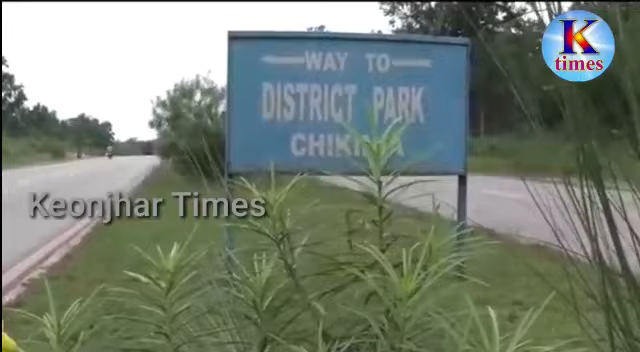 WAY TO
DISTRICT PARK
K
times
Keonjhar Times